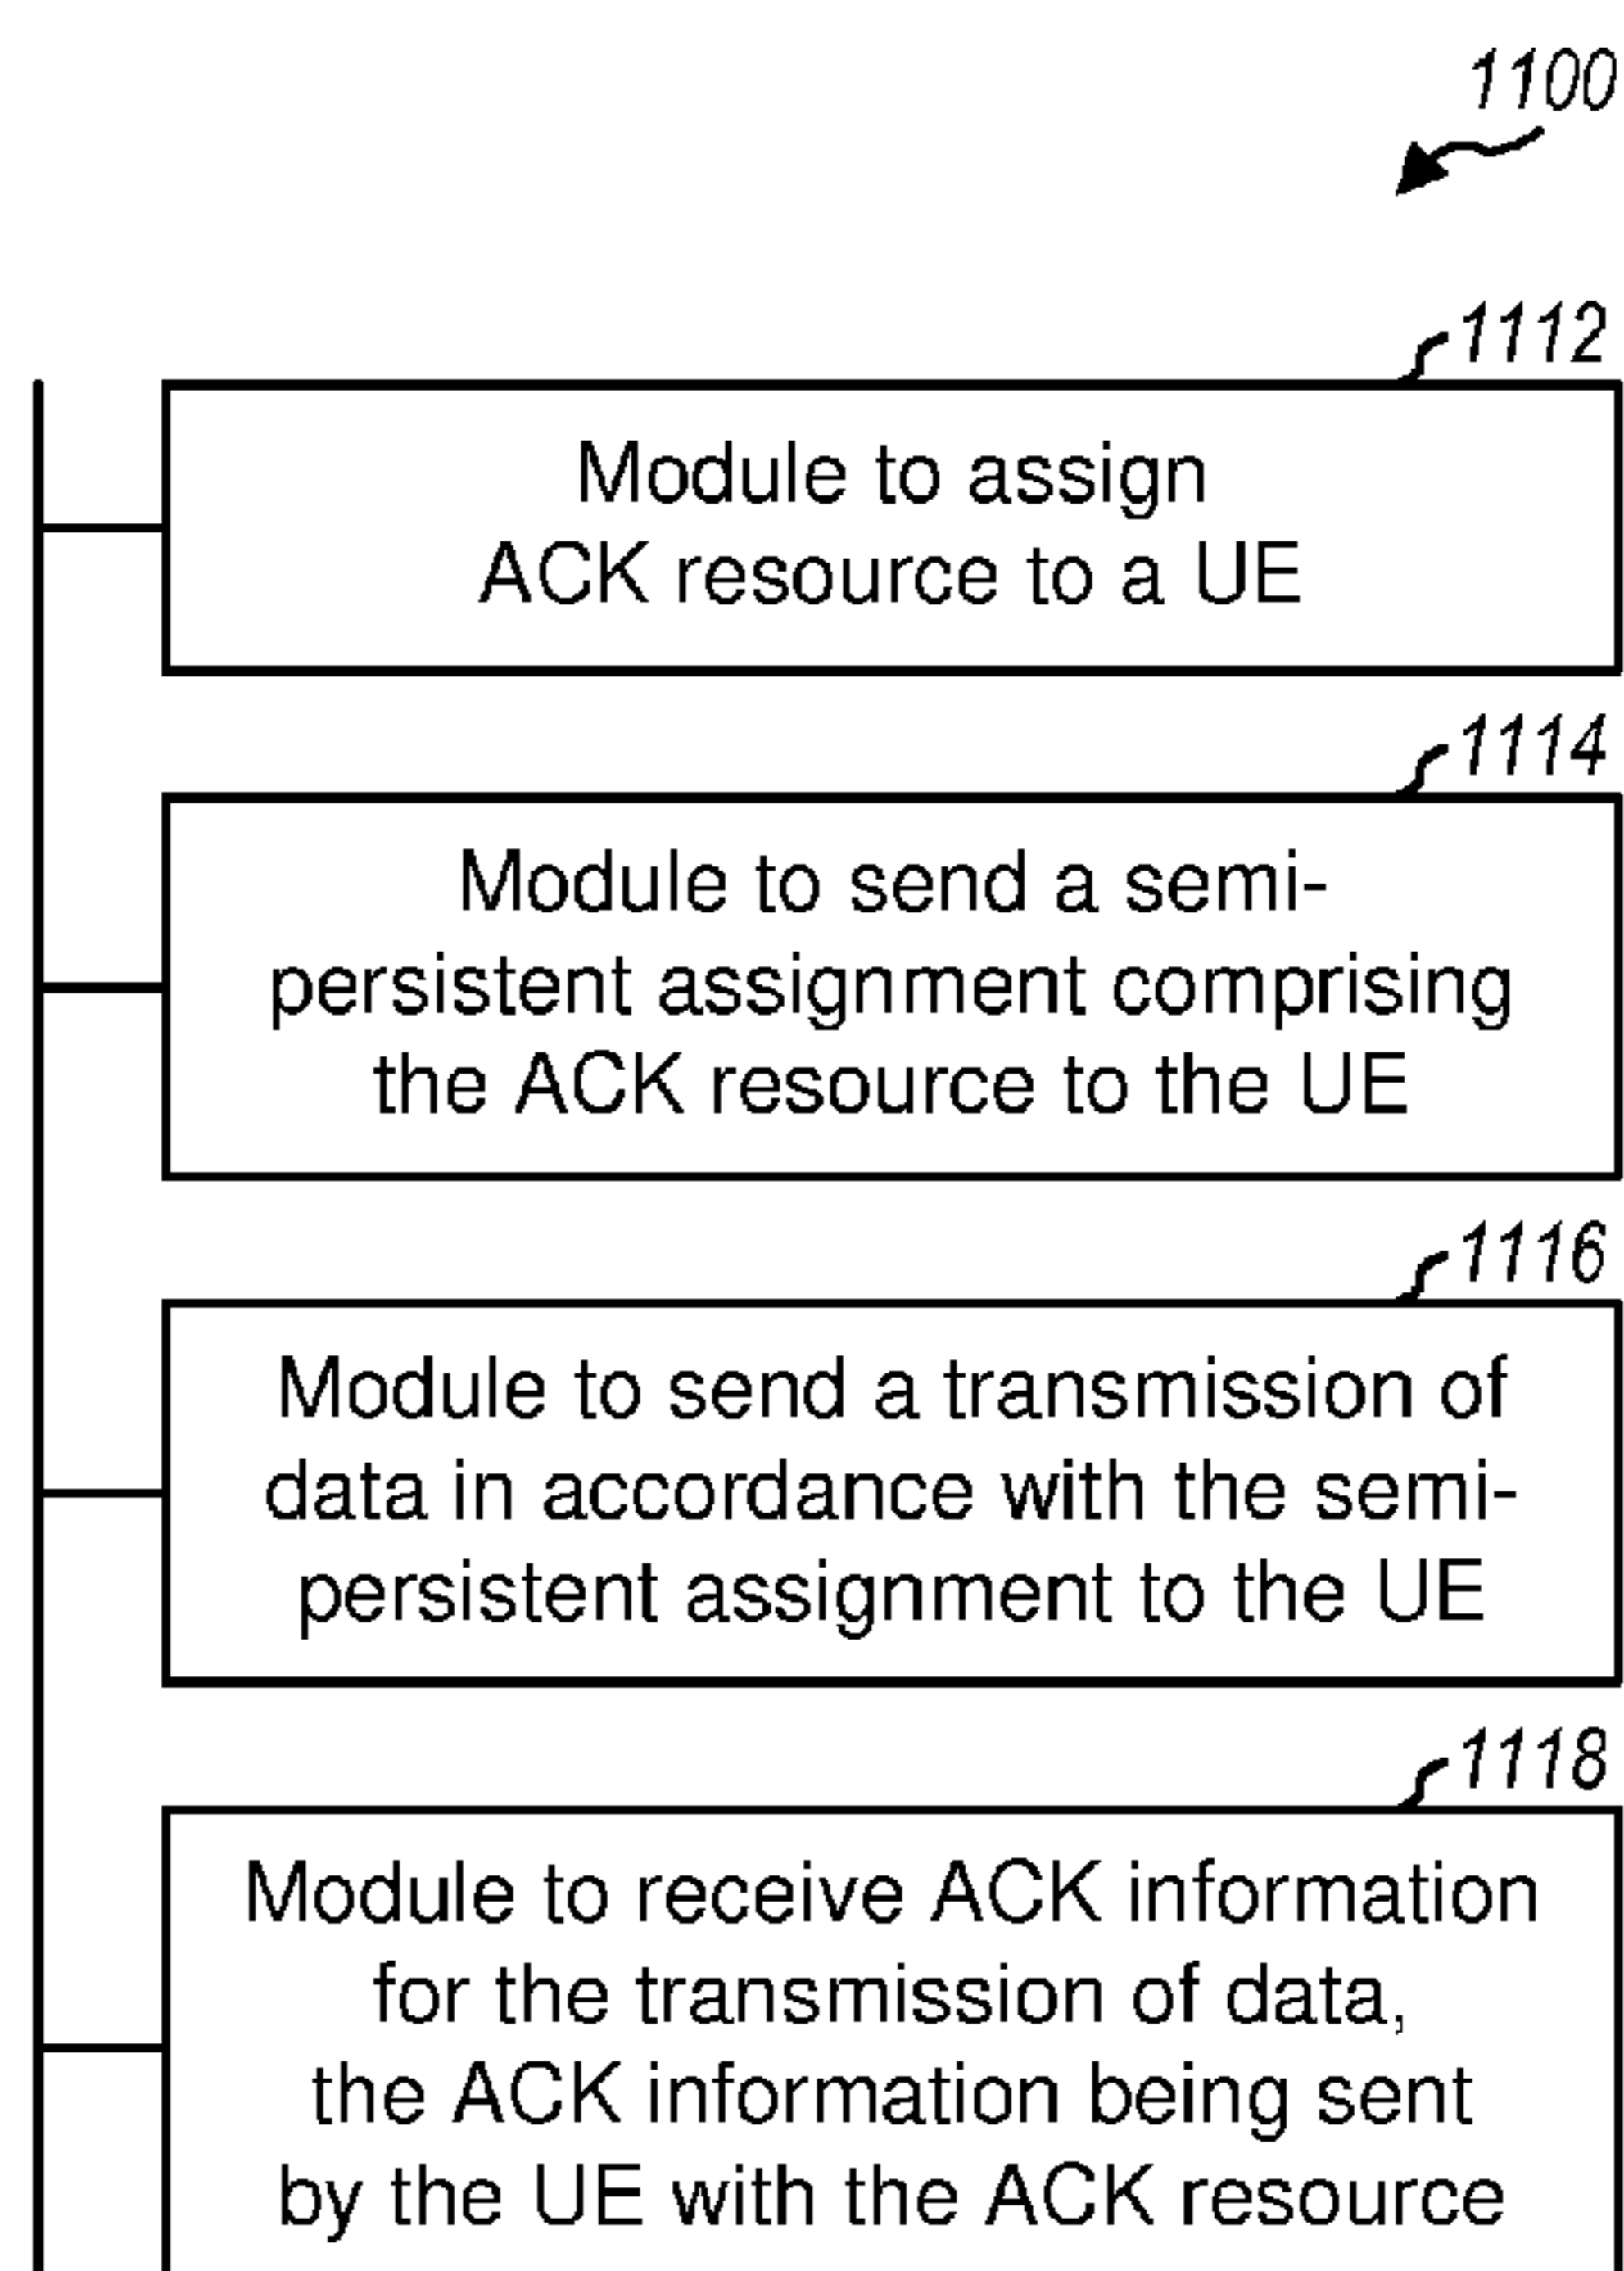 1100
1112
Module to assign
ACK resource to a UE
1114
Module to send a semi-
persistent assignment comprising
the ACK resource to the UE
1116
Module to send a transmission of
data in accordance with the semi-
persistent assignment to the UE
1118
Module to receive ACK information
for the transmission of data,
the ACK information being sent
by the UE with the ACK resource